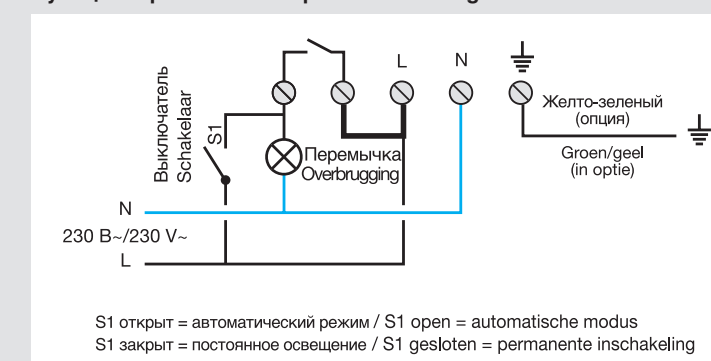 L
N
Выключатель
Schakelaar
S1
Желто-зеленый
(опция)
Перемычка
Overbrugging
Groen/geel
(in optie)
N
230 В~/230 V~
L
S1 открыт = автоматический режим / S1 open = automatische modus
S1 закрыт = постоянное освещение / S1 gesloten = permanente inschakeling